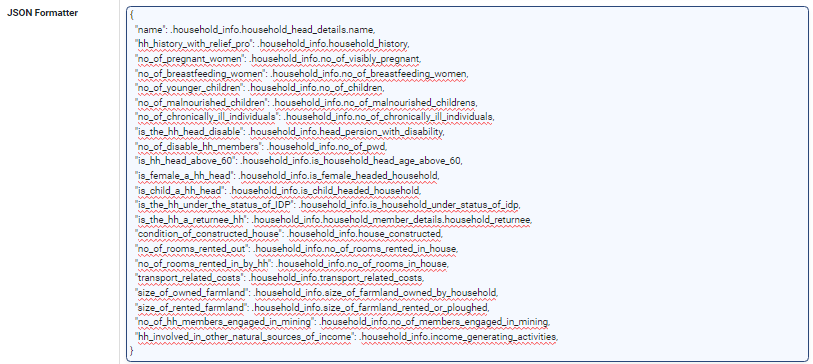 JSON Formatter
{
"name": .household_info.household_head_details.name,
"hh_history_with_relief_pro": .household_info.household_history,
"no_of_pregnant_women": .household_info.no_of_visibly_pregnant,
"no_of_breastfeeding_women": .household_info.no_of_breastfeeding_women,
"no_of_younger_children": .household_info.no_of_children,
"no_of_malnourished_children": .household_info.no_of_malnourished_childrens,
"no_of_chronically_ill_individuals": .household_info.no_of_chronically_ill_individuals,
"is_the_hh_head_disable": .household_info.head_persion_with_disability,
"no_of_disable_hh_members": .household_info.no_of_pwd,
"is_hh_head_above_60": .household_info.is_household_head_age_above_60,
"is_female_a_hh_head": .household_info.is_female_headed_household,
"is_child_a_hh_head": .household_info.is_child_headed_household,
"is_the_hh_under_the_status_of_IDP": .household_info.is_household_under_status_of_idp,
"is_the_hh_a_returnee_hh": .household_info.household_member_details.household_returnee,
"condition_of_constructed_house": .household_info.house_constructed,
"no_of_rooms_rented_out": .household_info.no_of_rooms_rented_in_house,
"no_of_rooms_rented_in_by_hh": .household_info.no_of_rooms_in_house,
"transport_related_costs": .household_info.transport_related_costs,
"size_of_owned_farmland": .household_info.size_of_farmland_owned_by_household,
"size_of_rented_farmland": .household_info.size_of_farmland_rented_or_ploughed,
"no_of_hh_members_engaged_in_mining": .household_info.no_of_members_engaged_in_mining,
"hh_involved_in_other_natural_sources_of_income": .household_info.income_generating_activities,
}